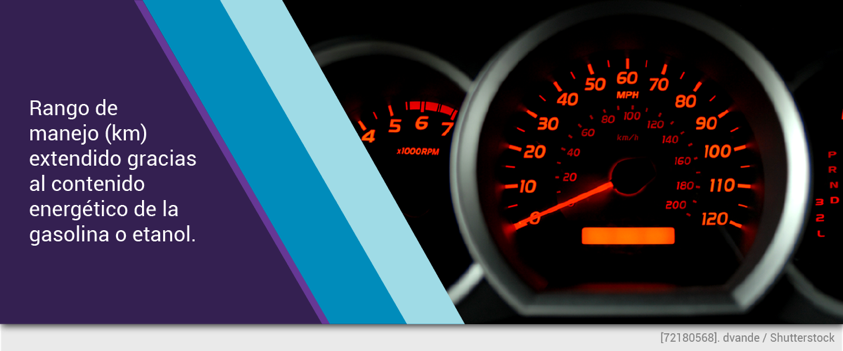 Rango de
manejo (km)
extendido gracias
al contenido
energético de la
gasolina o etanol.
4 5 6 7
x1000RPM
0 10 20 30 40 50 60 70 80 90 100 110 120
MPH
20 40 60 80 100 120 140 160 180 200
km/h
P
R
N
D
3
2
L
[72180568]. dvande / Shutterstock